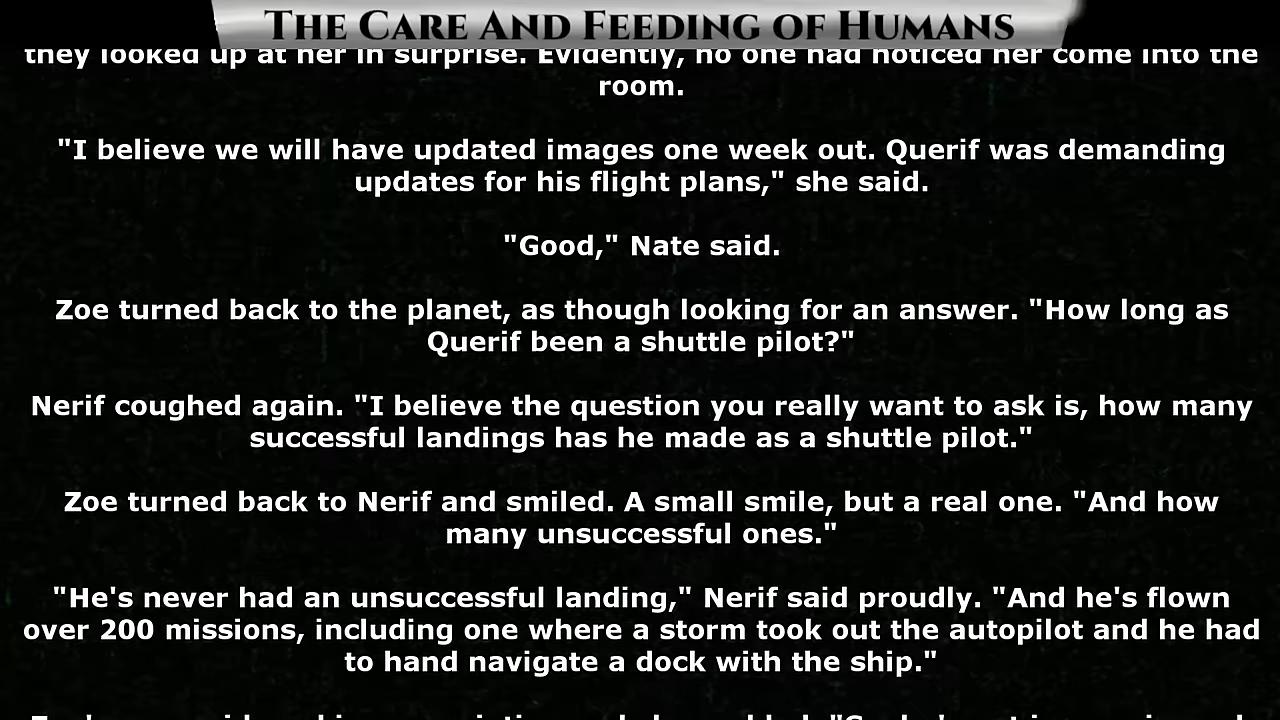 The Care And Feeding of Humans
they looked up at her in surprise. Evidently, no one had noticed her come into the
room.
"I believe we will have updated images one week out. Querif was demanding
updates for his flight plans," she said.
"Good," Nate said.
Zoe turned back to the planet, as though looking for an answer. "How long as
Querif been a shuttle pilot?"
Nerif coughed again. "I believe the question you really want to ask is, how many
successful landings has he made as a shuttle pilot."
Zoe turned back to Nerif and smiled. A small smile, but a real one. "And how
many unsuccessful ones."
"He's never had an unsuccessful landing," Nerif said proudly. "And he's flown
over 200 missions, including one where a storm took out the autopilot and he had
to hand navigate a dock with the ship."